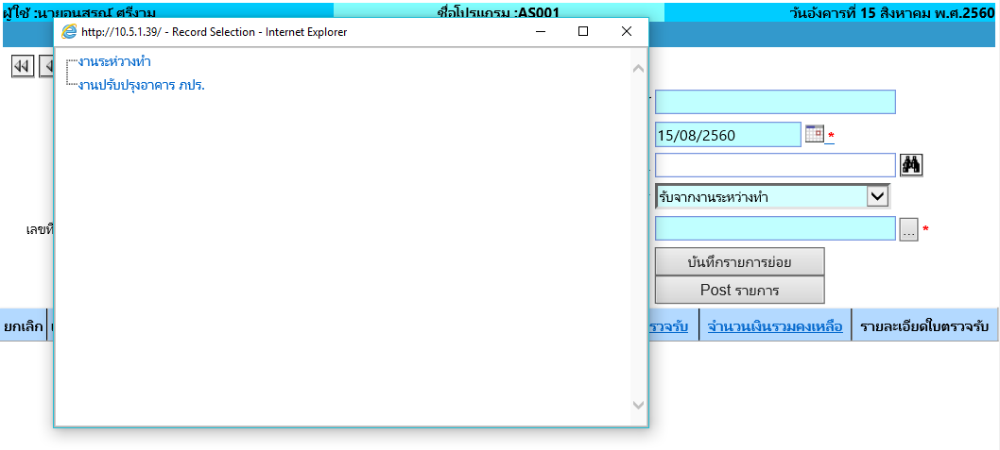 ผู้ใช้ :นายอนุสรณ์ ศรีงาม ชื่อโปรแกรม :AS001 วันอังคารที่ 15 สิงหาคม พ.ศ.2560
http://10.5.1.39/ - Record Selection - Internet Explorer
งานระหว่างทำ
งานปรับปรุงอาคาร ภปร.
15/08/2560 *
รับจากงานระหว่างทำ
เลขที่ ... *
บันทึกรายการย่อย
Post รายการ
ยกเลิก จำนวนเงินรวมคงเหลือ รายละเอียดใบตรวจรับ